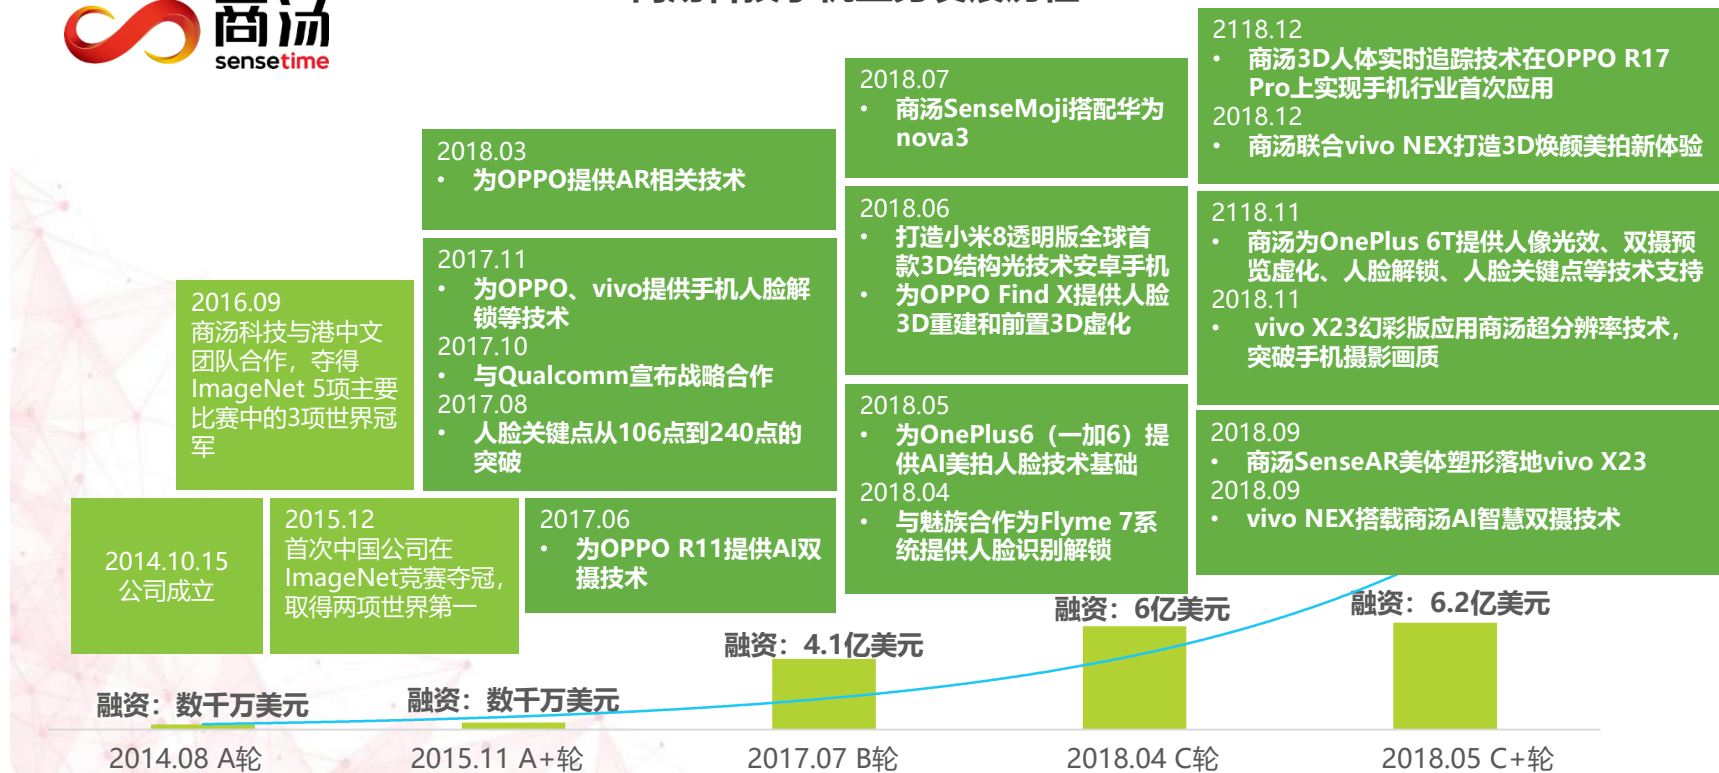 商汤
sensetime
2014.10.15
公司成立
2016.09
商汤科技与港中文
团队合作，夺得
ImageNet 5项主要
比赛中的3项世界冠
军
2015.12
首次中国公司在
ImageNet竞赛夺冠，
取得两项世界第一
2018.03
• 为OPPO提供AR相关技术
2017.11
• 为OPPO、vivo提供手机人脸解
锁等技术
2017.10
• 与Qualcomm宣布战略合作
2017.08
• 人脸关键点从106点到240点的
突破
2017.06
• 为OPPO R11提供AI双
摄技术
2018.07
• 商汤SenseMoji搭配华为
nova3
2018.06
• 打造小米8透明版全球首
款3D结构光技术安卓手机
• 为OPPO Find X提供人脸
3D重建和前置3D虚化
2018.05
• 为OnePlus6（一加6）提
供AI美拍人脸技术基础
2018.04
• 与魅族合作为Flyme 7系
统提供人脸识别解锁
2118.12
• 商汤3D人体实时追踪技术在OPPO R17
Pro上实现手机行业首次应用
2018.12
• 商汤联合vivo NEX打造3D焕颜美拍新体验
2118.11
• 商汤为OnePlus 6T提供人像光效、双摄预
览虚化、人脸解锁、人脸关键点等技术支持
2018.11
• vivo X23幻彩版应用商汤超分辨率技术，
突破手机摄影画质
2018.09
• 商汤SenseAR美体塑形落地vivo X23
2018.09
• vivo NEX搭载商汤AI智慧双摄技术
融资：数千万美元
融资：数千万美元
融资：4.1亿美元
融资：6亿美元
融资：6.2亿美元
2014.08 A轮
2015.11 A+轮
2017.07 B轮
2018.04 C轮
2018.05 C+轮